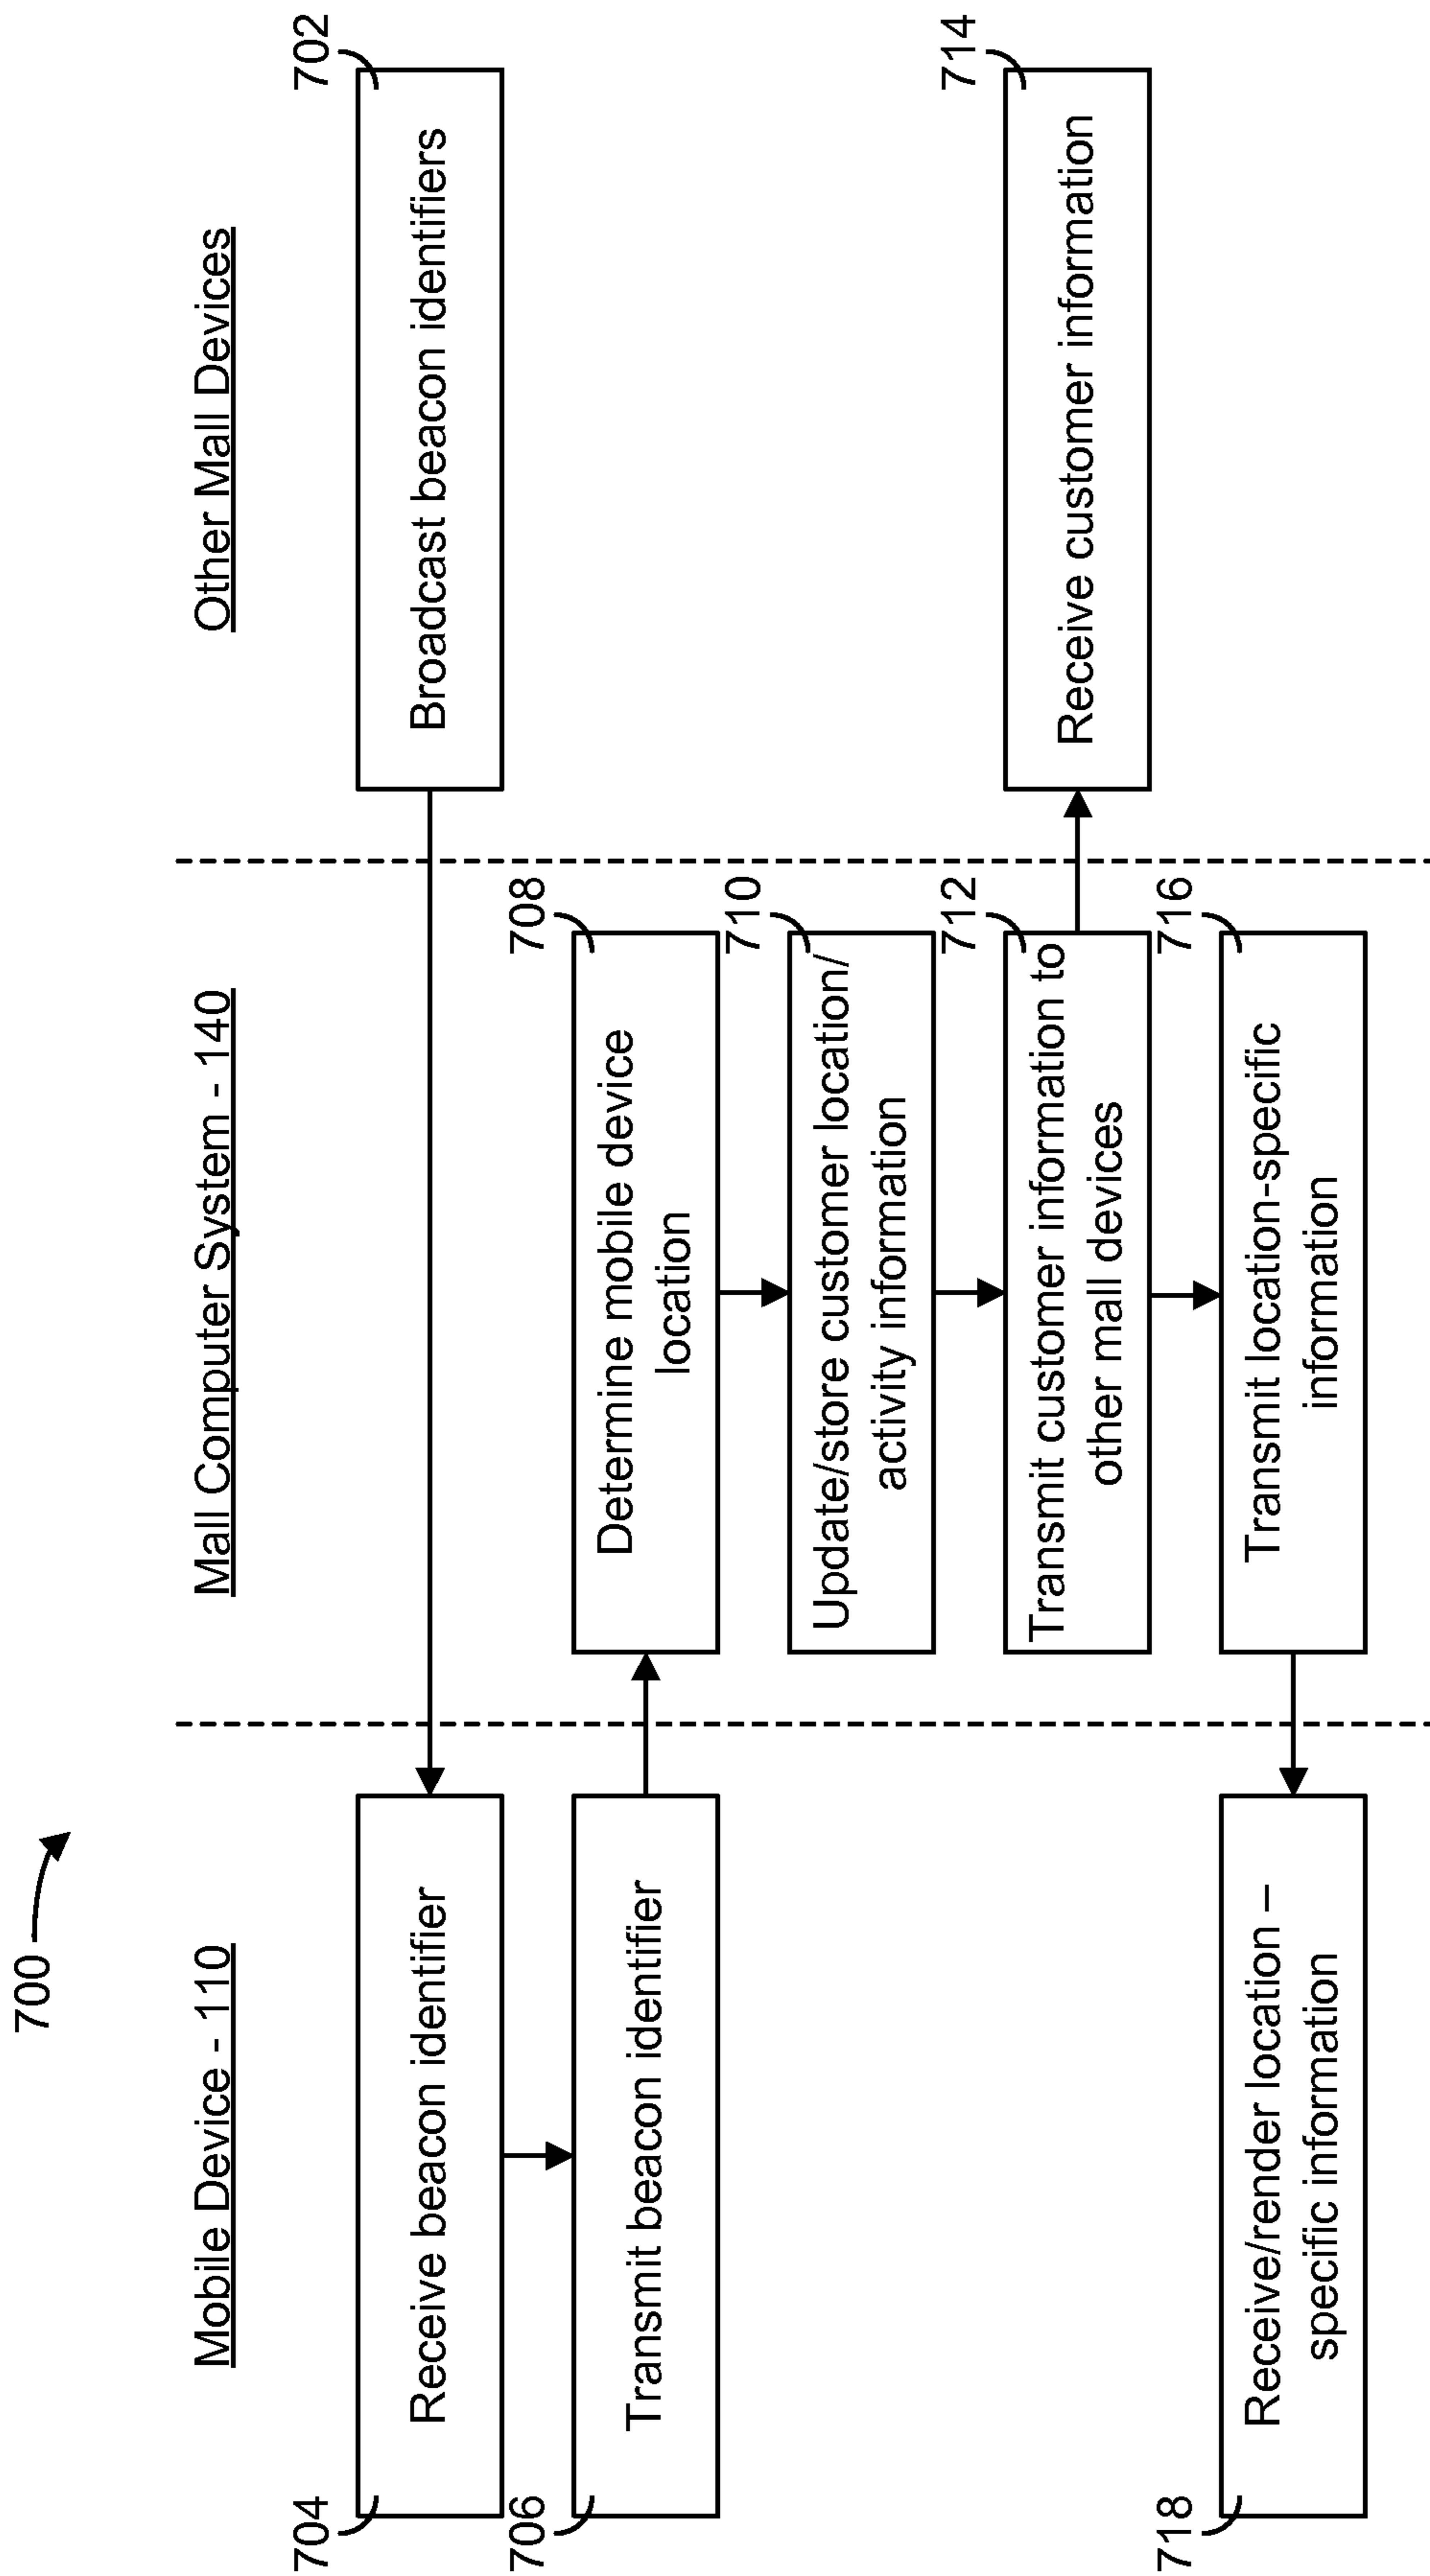 700
Mobile Device - 110
Mall Computer System - 140
Other Mall Devices
702
Broadcast beacon identifiers
704
Receive beacon identifier
706
Transmit beacon identifier
708
Determine mobile device
location
710
Update/store customer location/
activity information
712
Transmit customer information to
other mall devices
714
Receive customer information
716
Transmit location-specific
information
718
Receive/render location –
specific information